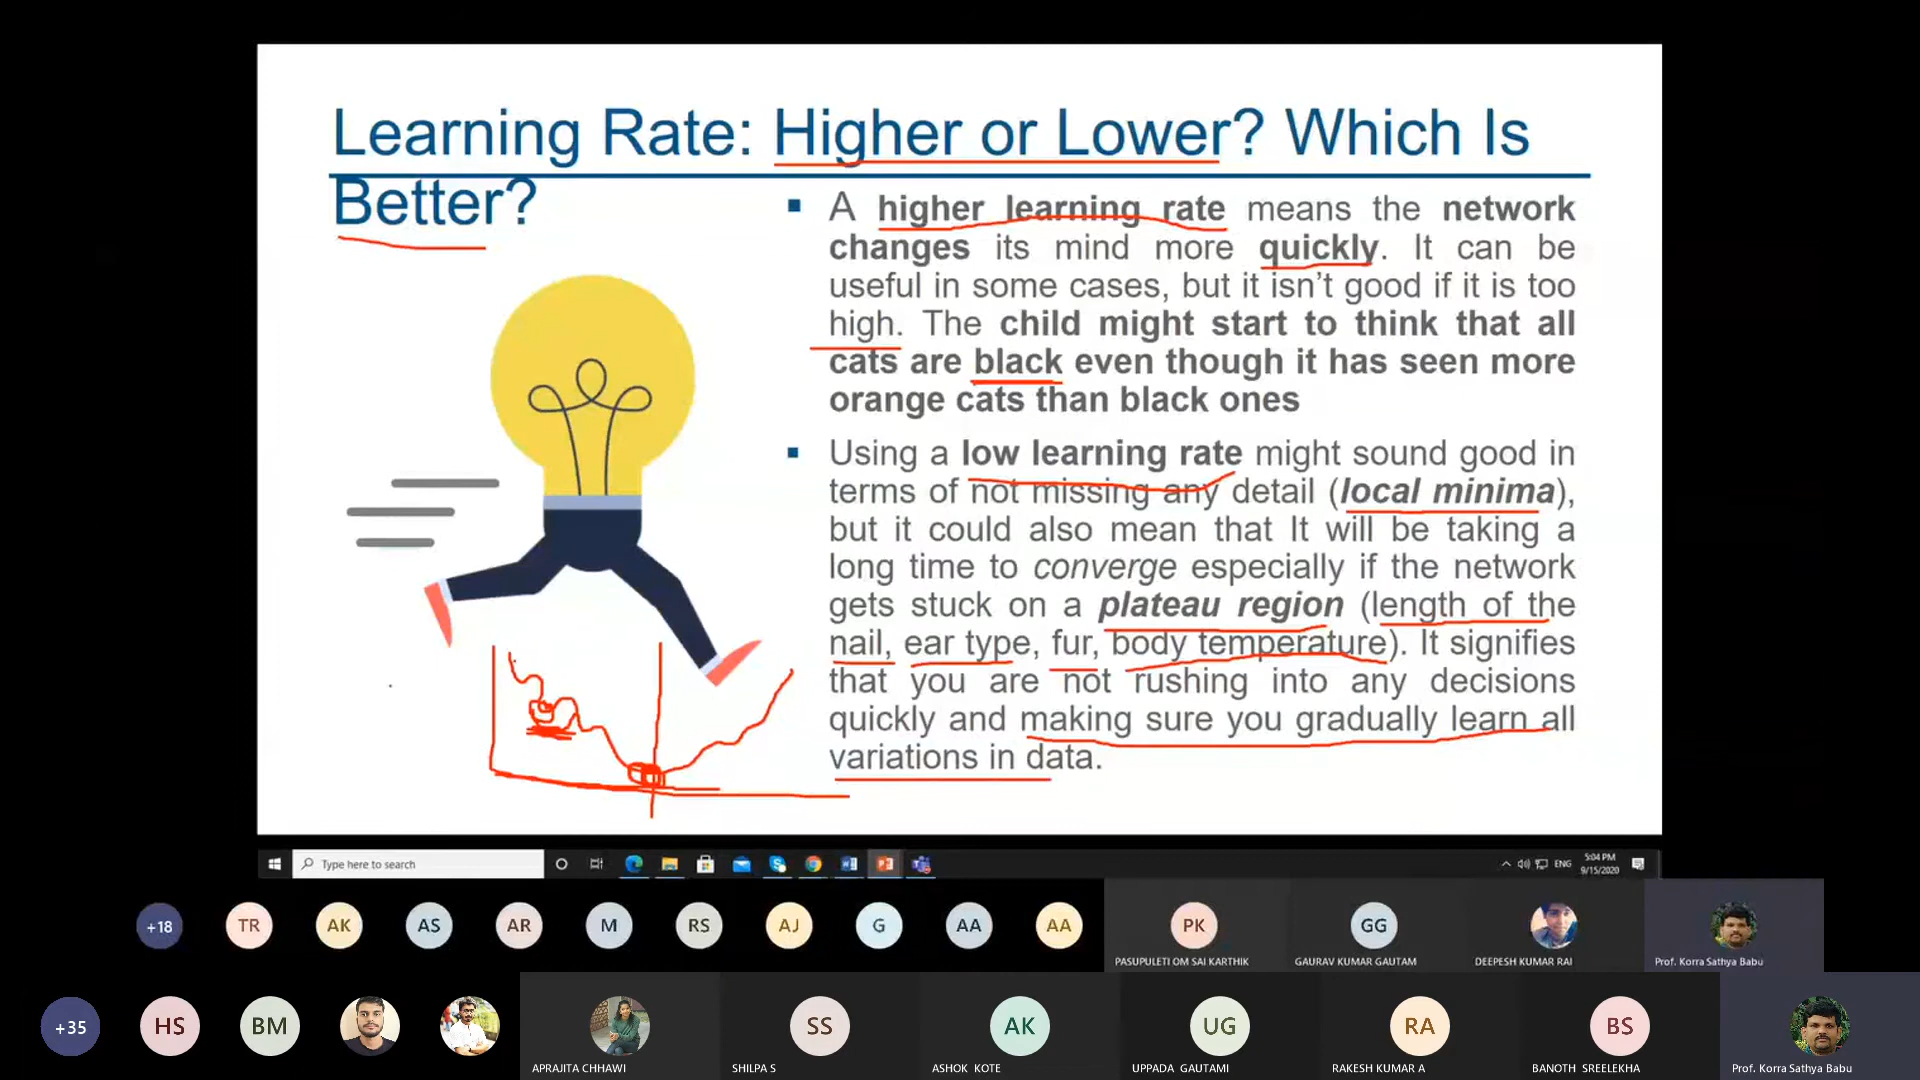 Learning Rate: Higher or Lower? Which Is
Better?
▪ A higher learning rate means the network
changes its mind more quickly. It can be
useful in some cases, but it isn’t good if it is too
high. The child might start to think that all
cats are black even though it has seen more
orange cats than black ones
▪ Using a low learning rate might sound good in
terms of not missing any detail (local minima),
but it could also mean that It will be taking a
long time to converge especially if the network
gets stuck on a plateau region (length of the
nail, ear type, fur, body temperature). It signifies
that you are not rushing into any decisions
quickly and making sure you gradually learn all
variations in data.
Type here to search
ENG
5:04 PM
9/15/2020
+18 TR AK AS AR M RS AJ G AA AA PK GG
PASUPULETI OM SAI KARTHIK GAURAV KUMAR GAUTAM DEEPESH KUMAR RAI Prof. Korra Sathya Babu
+35 HS BM SS AK UG RA BS
APRAJITA CHHAWI SHILPA S ASHOK KOTE UPPADA GAUTAMI RAKESH KUMAR A BANOTH SREELEKHA Prof. Korra Sathya Babu